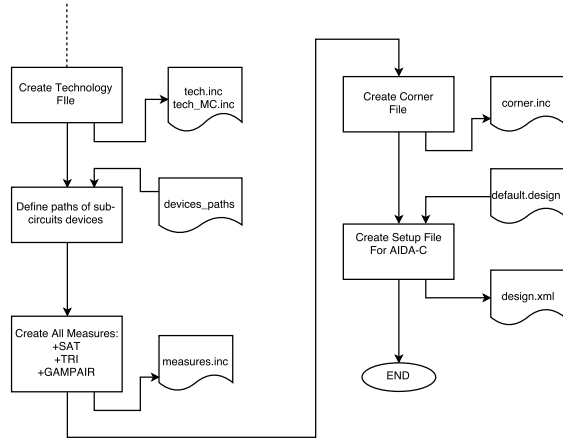 Create Technology
FIle
tech.inc
tech_MC.inc
Define paths of sub-
circuits devices
devices_paths
Create All Measures:
+SAT
+TRI
+GAMPAIR
measures.inc
Create Corner
File
corner.inc
default.design
Create Setup File
For AIDA-C
design.xml
END